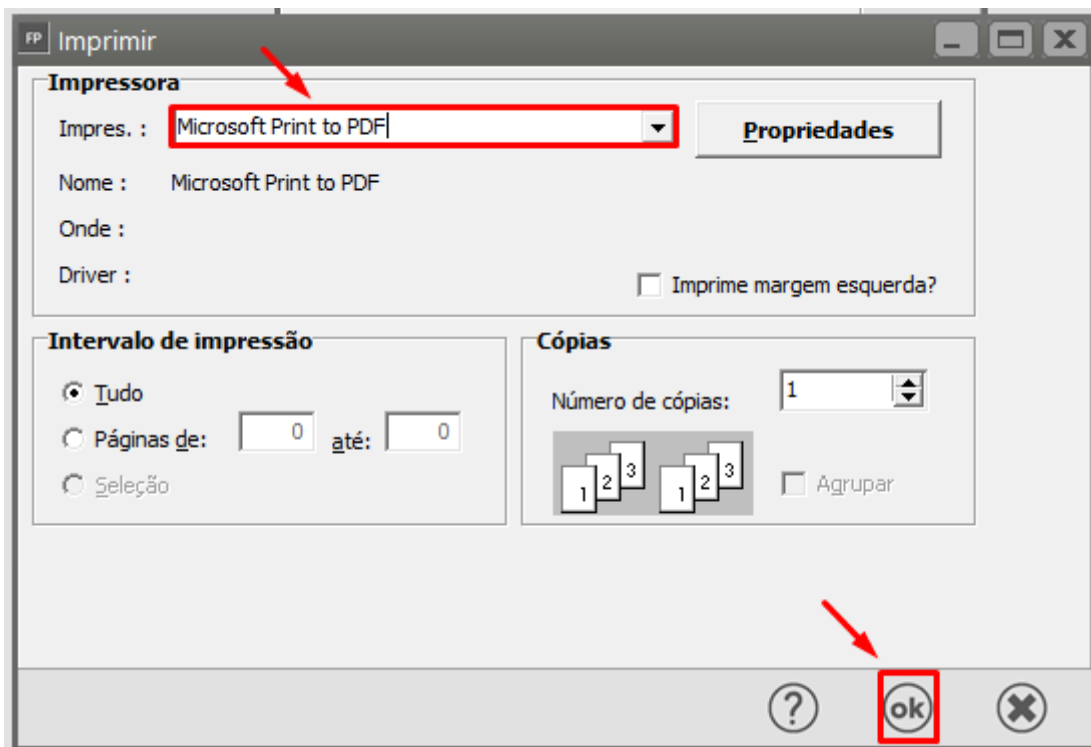 FP Imprimir
Impressora
Impres. : Microsoft Print to PDF
Propriedades
Nome : Microsoft Print to PDF
Onde :
Driver :
Imprime margem esquerda?
Intervalo de impressão
Tudo
Páginas de: 0 até: 0
Seleção
Cópias
Número de cópias: 1
1 2 3 1 2 3
Agrupar
? ok